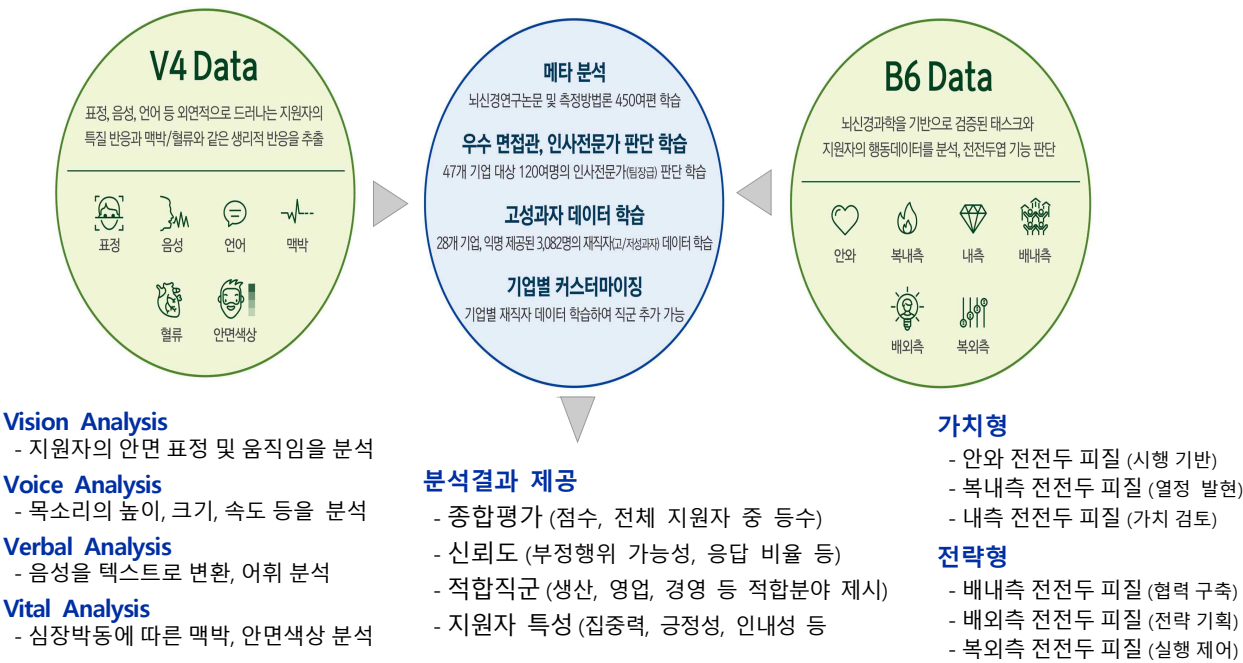 V4 Data
표정, 음성, 언어 등 외연적으로 드러나는 지원자의
특질 반응과 맥박/혈류와 같은 생리적 반응을 추출
표정
음성
언어
맥박
혈류
안면색상
메타 분석
뇌신경연구논문 및 측정방법론 450여편 학습
우수 면접관, 인사전문가 판단 학습
47개 기업 대상 120여명의 인사전문가(팀장급) 판단 학습
고성과자 데이터 학습
28개 기업, 익명 제공된 3,082명의 재직자(고/저성과자) 데이터 학습
기업별 커스터마이징
기업별 재직자 데이터 학습하여 직군 추가 가능
B6 Data
뇌신경과학을 기반으로 검증된 태스크와
지원자의 행동데이터를 분석, 전전두엽 기능 판단
안와
복내측
내측
배내측
배외측
복외측
Vision Analysis
- 지원자의 안면 표정 및 움직임을 분석
Voice Analysis
- 목소리의 높이, 크기, 속도 등을 분석
Verbal Analysis
- 음성을 텍스트로 변환, 어휘 분석
Vital Analysis
- 심장박동에 따른 맥박, 안면색상 분석
분석결과 제공
- 종합평가 (점수, 전체 지원자 중 등수)
- 신뢰도 (부정행위 가능성, 응답 비율 등)
- 적합직군 (생산, 영업, 경영 등 적합분야 제시)
- 지원자 특성 (집중력, 긍정성, 인내성 등
가치형
- 안와 전전두 피질 (시행 기반)
- 복내측 전전두 피질 (열정 발현)
- 내측 전전두 피질 (가치 검토)
전략형
- 배내측 전전두 피질 (협력 구축)
- 배외측 전전두 피질 (전략 기획)
- 복외측 전전두 피질 (실행 제어)